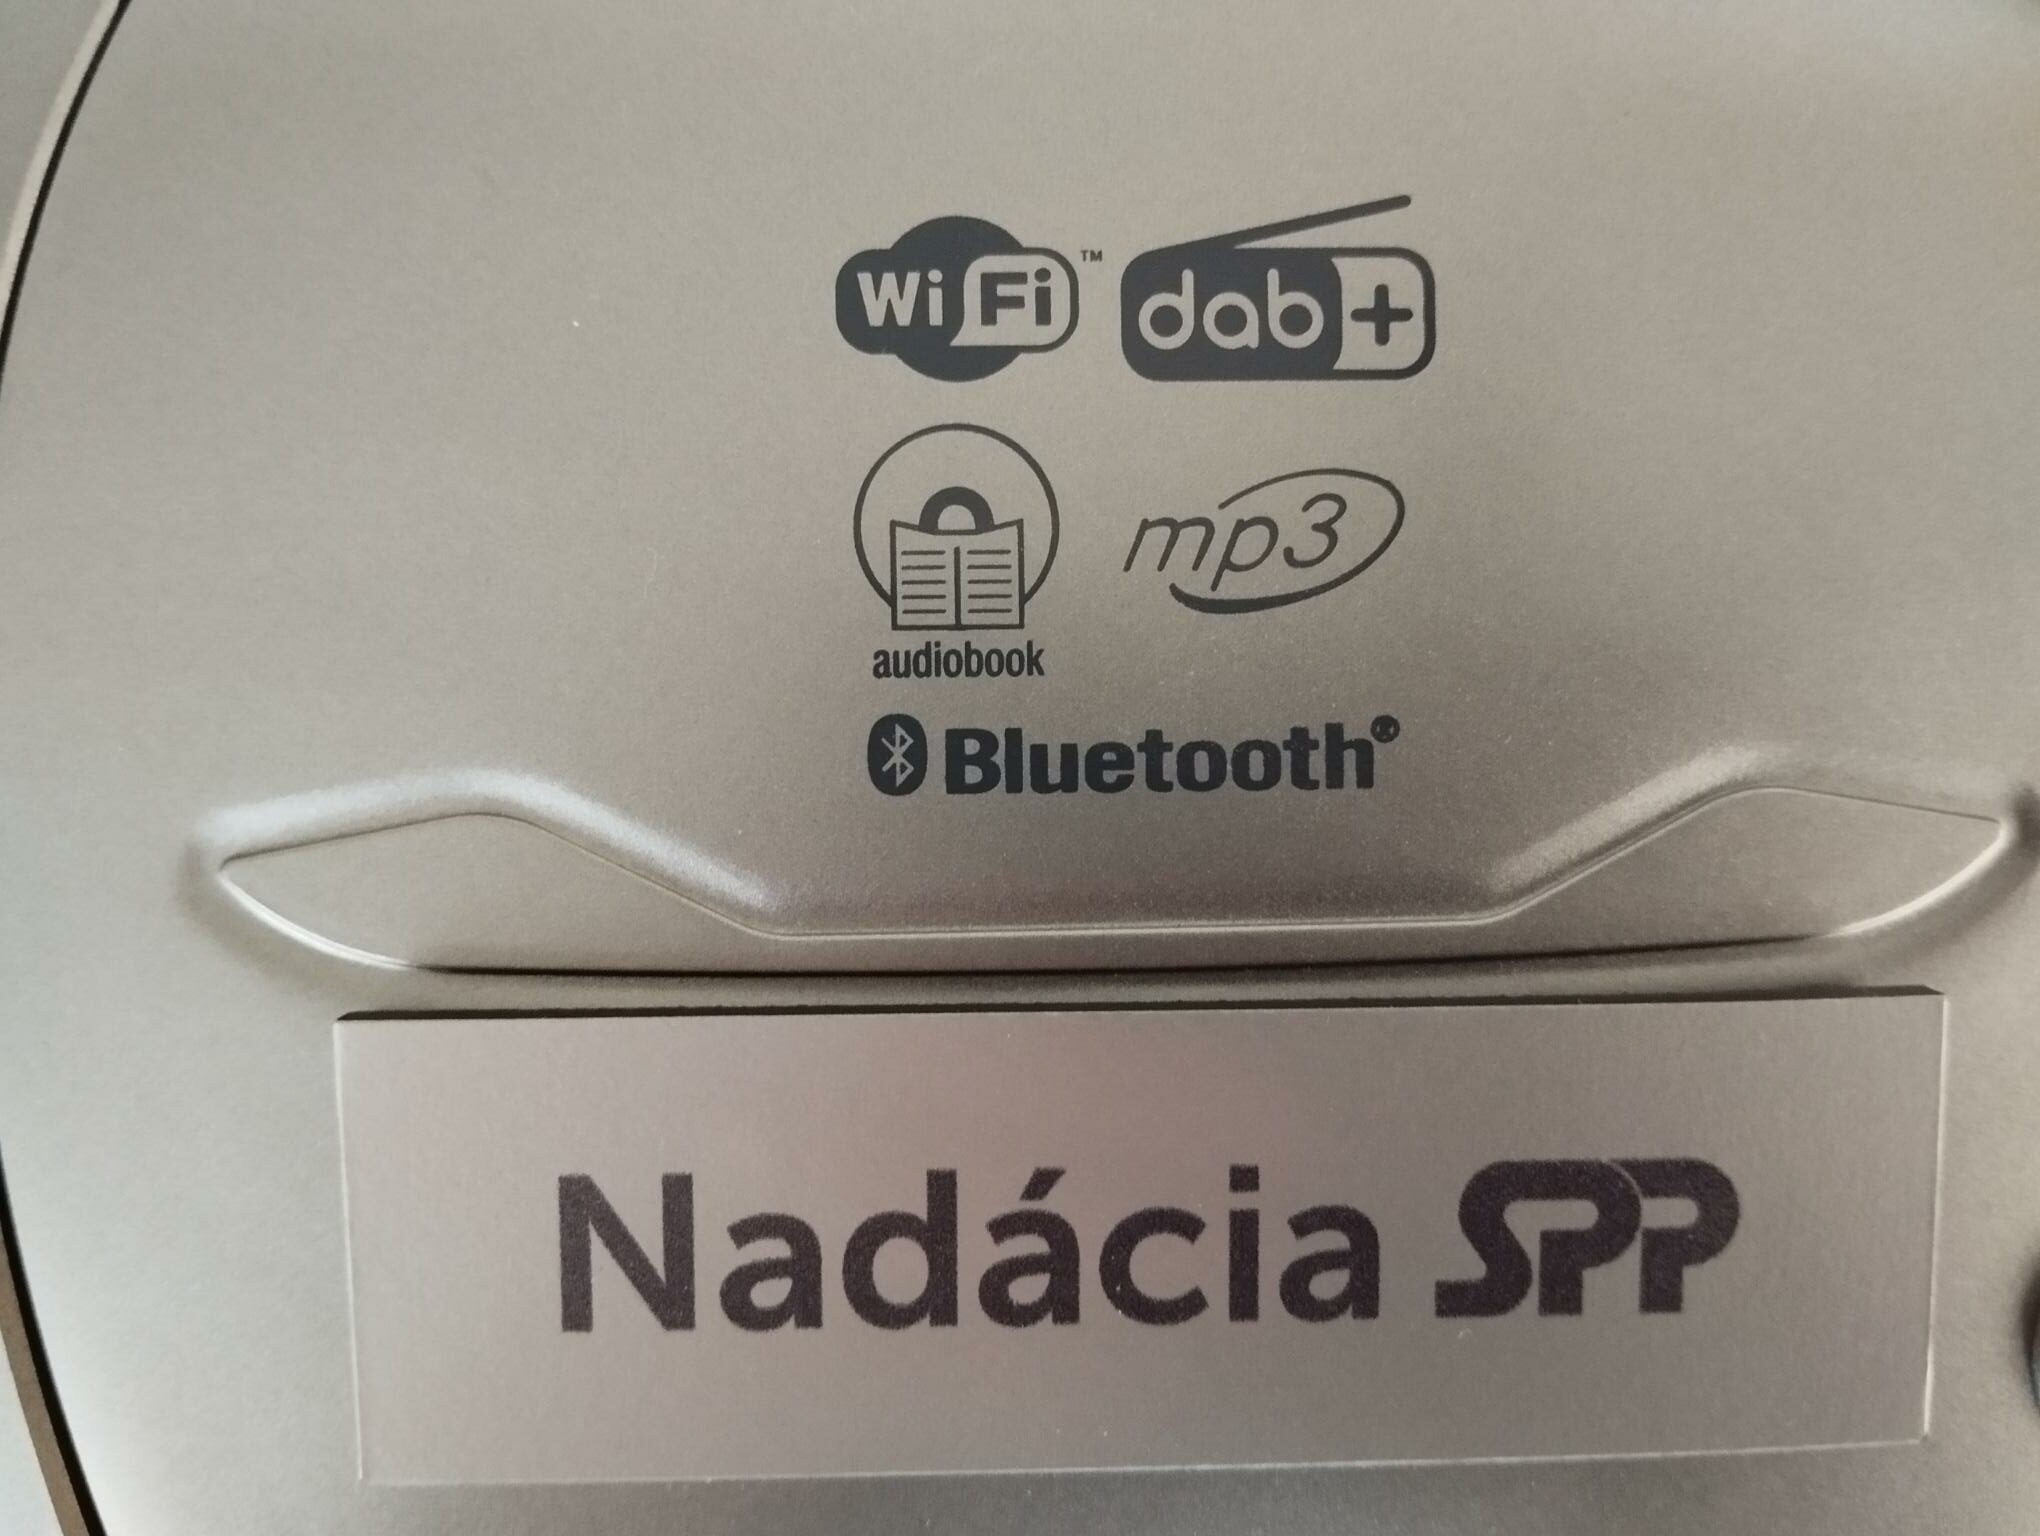 WiFi™ dab+
mp3
audiobook
Bluetooth®
Nadácia SPP